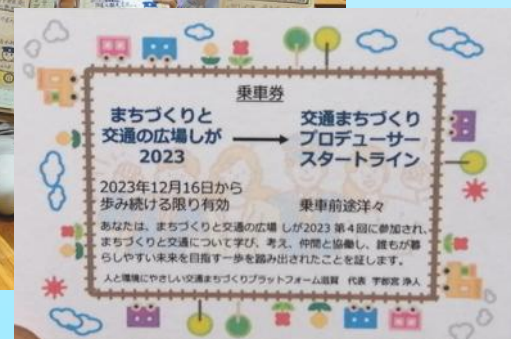 乗車券
まちづくりと
交通の広場しが
2023
交通まちづくり
プロデューサー
スタートライン
2023年12月16日から
歩み続ける限り有効
乗車前途洋々
あなたは、まちづくりと交通の広場 しが2023 第4回に参加され、
まちづくりと交通について学び、考え、仲間と協働し、誰もが暮
らしやすい未来を目指す一歩を踏み出されたことを証します。
人と環境にやさしい交通まちづくりプラットフォーム滋賀 代表 宇都宮 浄人